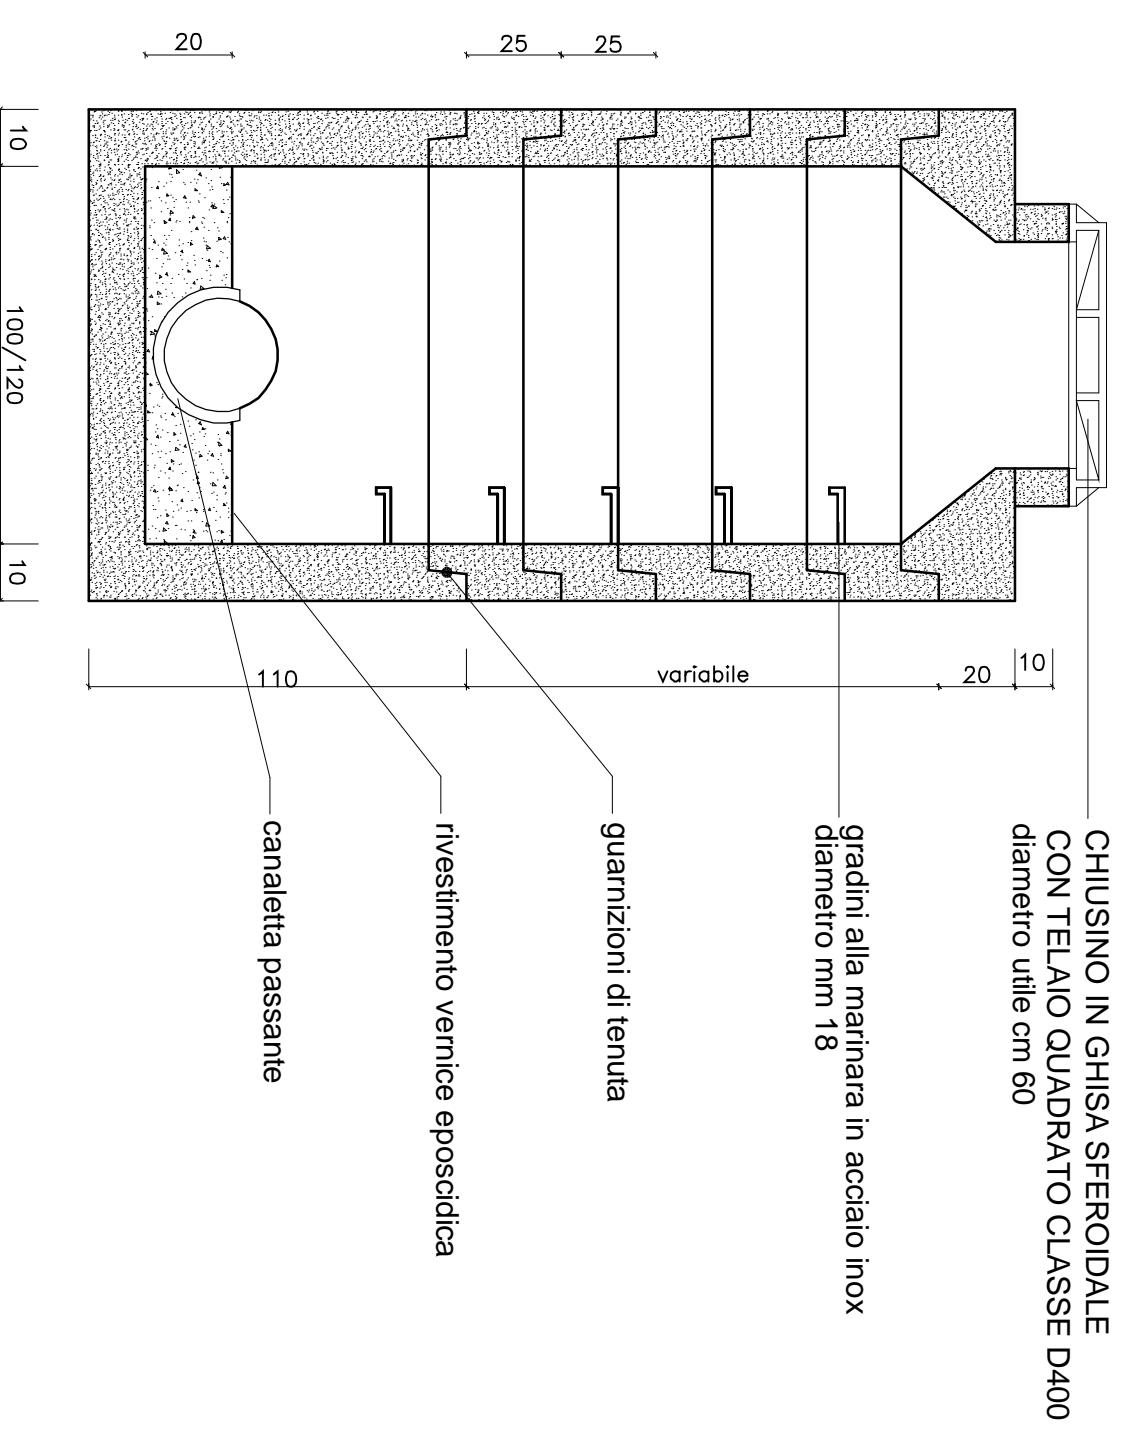 CHIUSINO IN GHISA SFEROIDALE
CON TELAIO QUADRATO CLASSE D400
diametro utile cm 60
gradini alla marinara in acciaio inox
diametro mm 18
guarnizioni di tenuta
rivestimento vernice eposcidica
canaletta passante
10
20
variabile
110
25
25
20
10
100/120
10